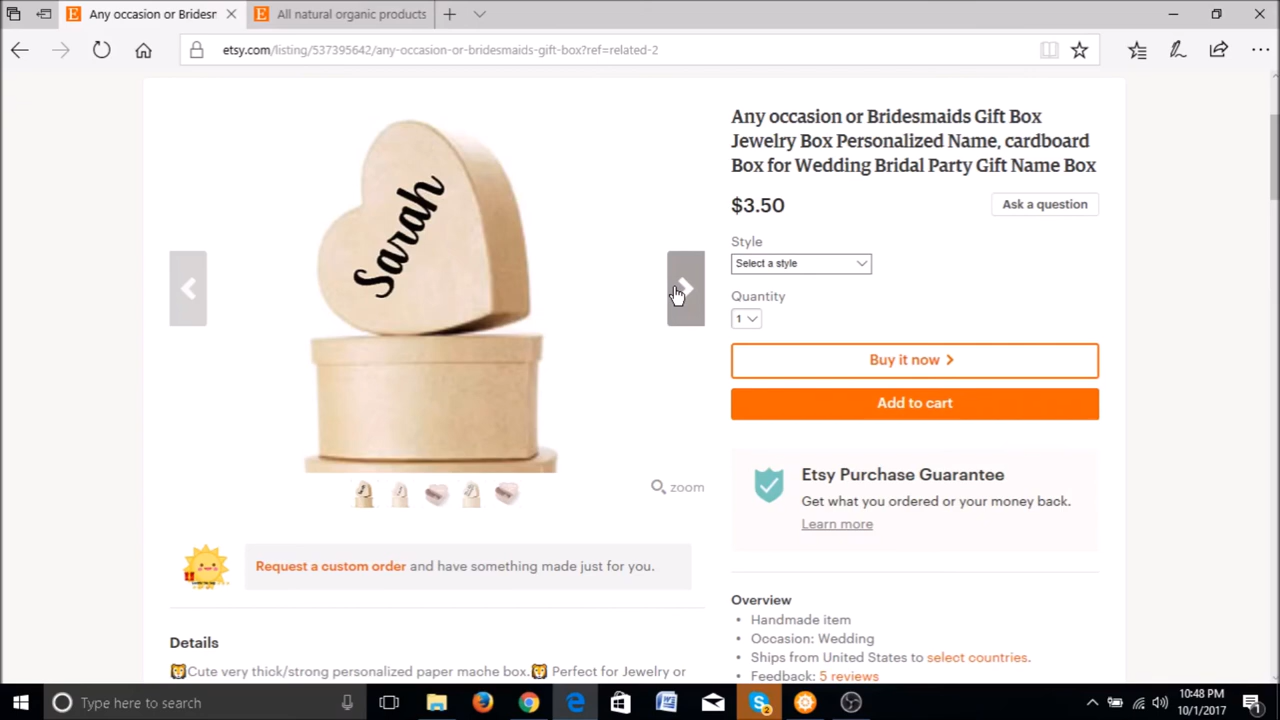 Any occasion or Bridesm
All natural organic products
etsy.com/listing/537395642/any-occasion-or-bridesmaids-gift-box?ref=related-2
Sarah
Any occasion or Bridesmaids Gift Box
Jewelry Box Personalized Name, cardboard
Box for Wedding Bridal Party Gift Name Box
$3.50
Ask a question
Style
Select a style
Quantity
1
Buy it now
Add to cart
zoom
Etsy Purchase Guarantee
Get what you ordered or your money back.
Learn more
Request a custom order and have something made just for you.
Overview
• Handmade item
• Occasion: Wedding
• Ships from United States to select countries.
• Feedback: 5 reviews
Details
🦁Cute very thick/strong personalized paper mache box.🦁 Perfect for Jewelry or
Type here to search
2
10:48 PM
10/1/2017
1